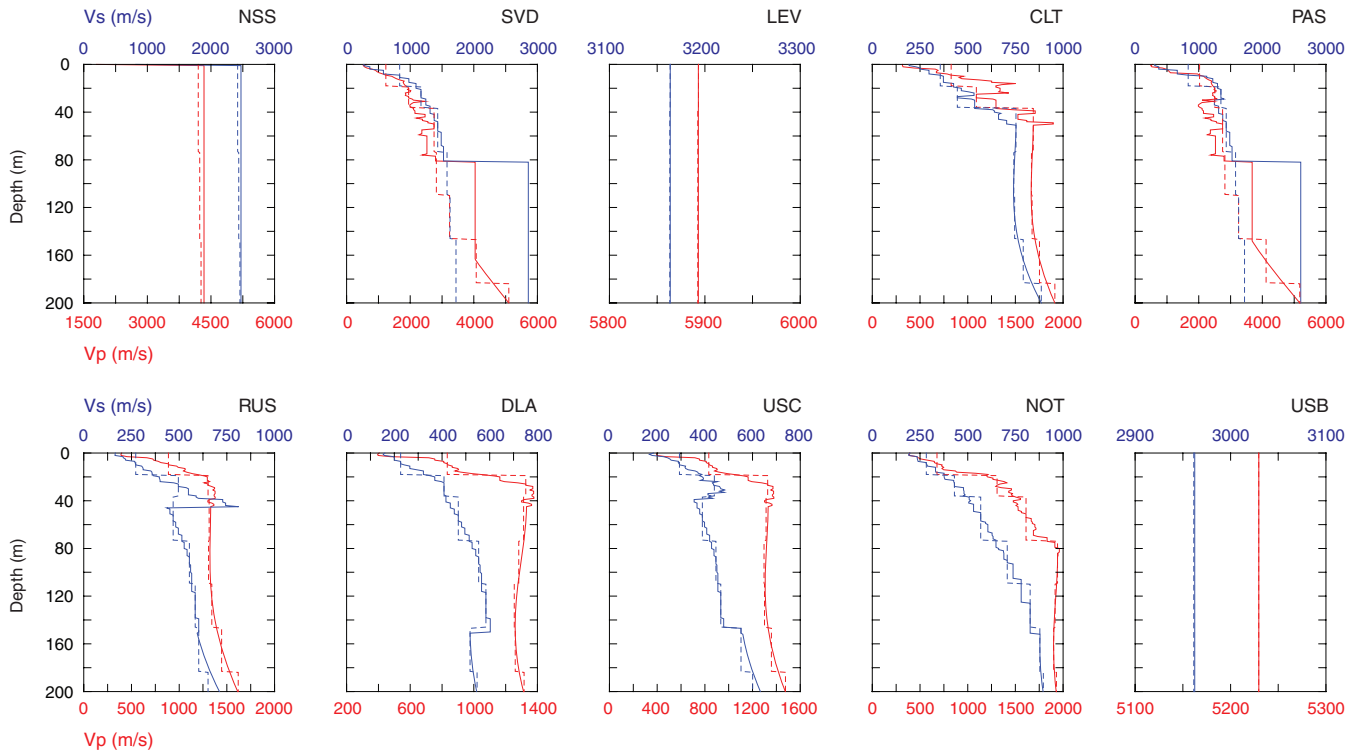 Vs (m/s) NSS SVD LEV CLT PAS
0 1000 2000 3000 0 1000 2000 3000 3100 3200 3300 0 250 500 750 1000 0 1000 2000 3000
0
40
80
120
160
200
Depth (m)
1500 3000 4500 6000 0 2000 4000 6000 5800 5900 6000 0 500 1000 1500 2000 0 2000 4000 6000
Vp (m/s)
Vs (m/s) RUS DLA USC NOT USB
0 250 500 750 1000 0 200 400 600 800 0 200 400 600 800 0 250 500 750 1000 2900 3000 3100
0
40
80
120
160
200
Depth (m)
0 500 1000 1500 2000 200 600 1000 1400 0 400 800 1200 1600 0 500 1000 1500 2000 5100 5200 5300
Vp (m/s)